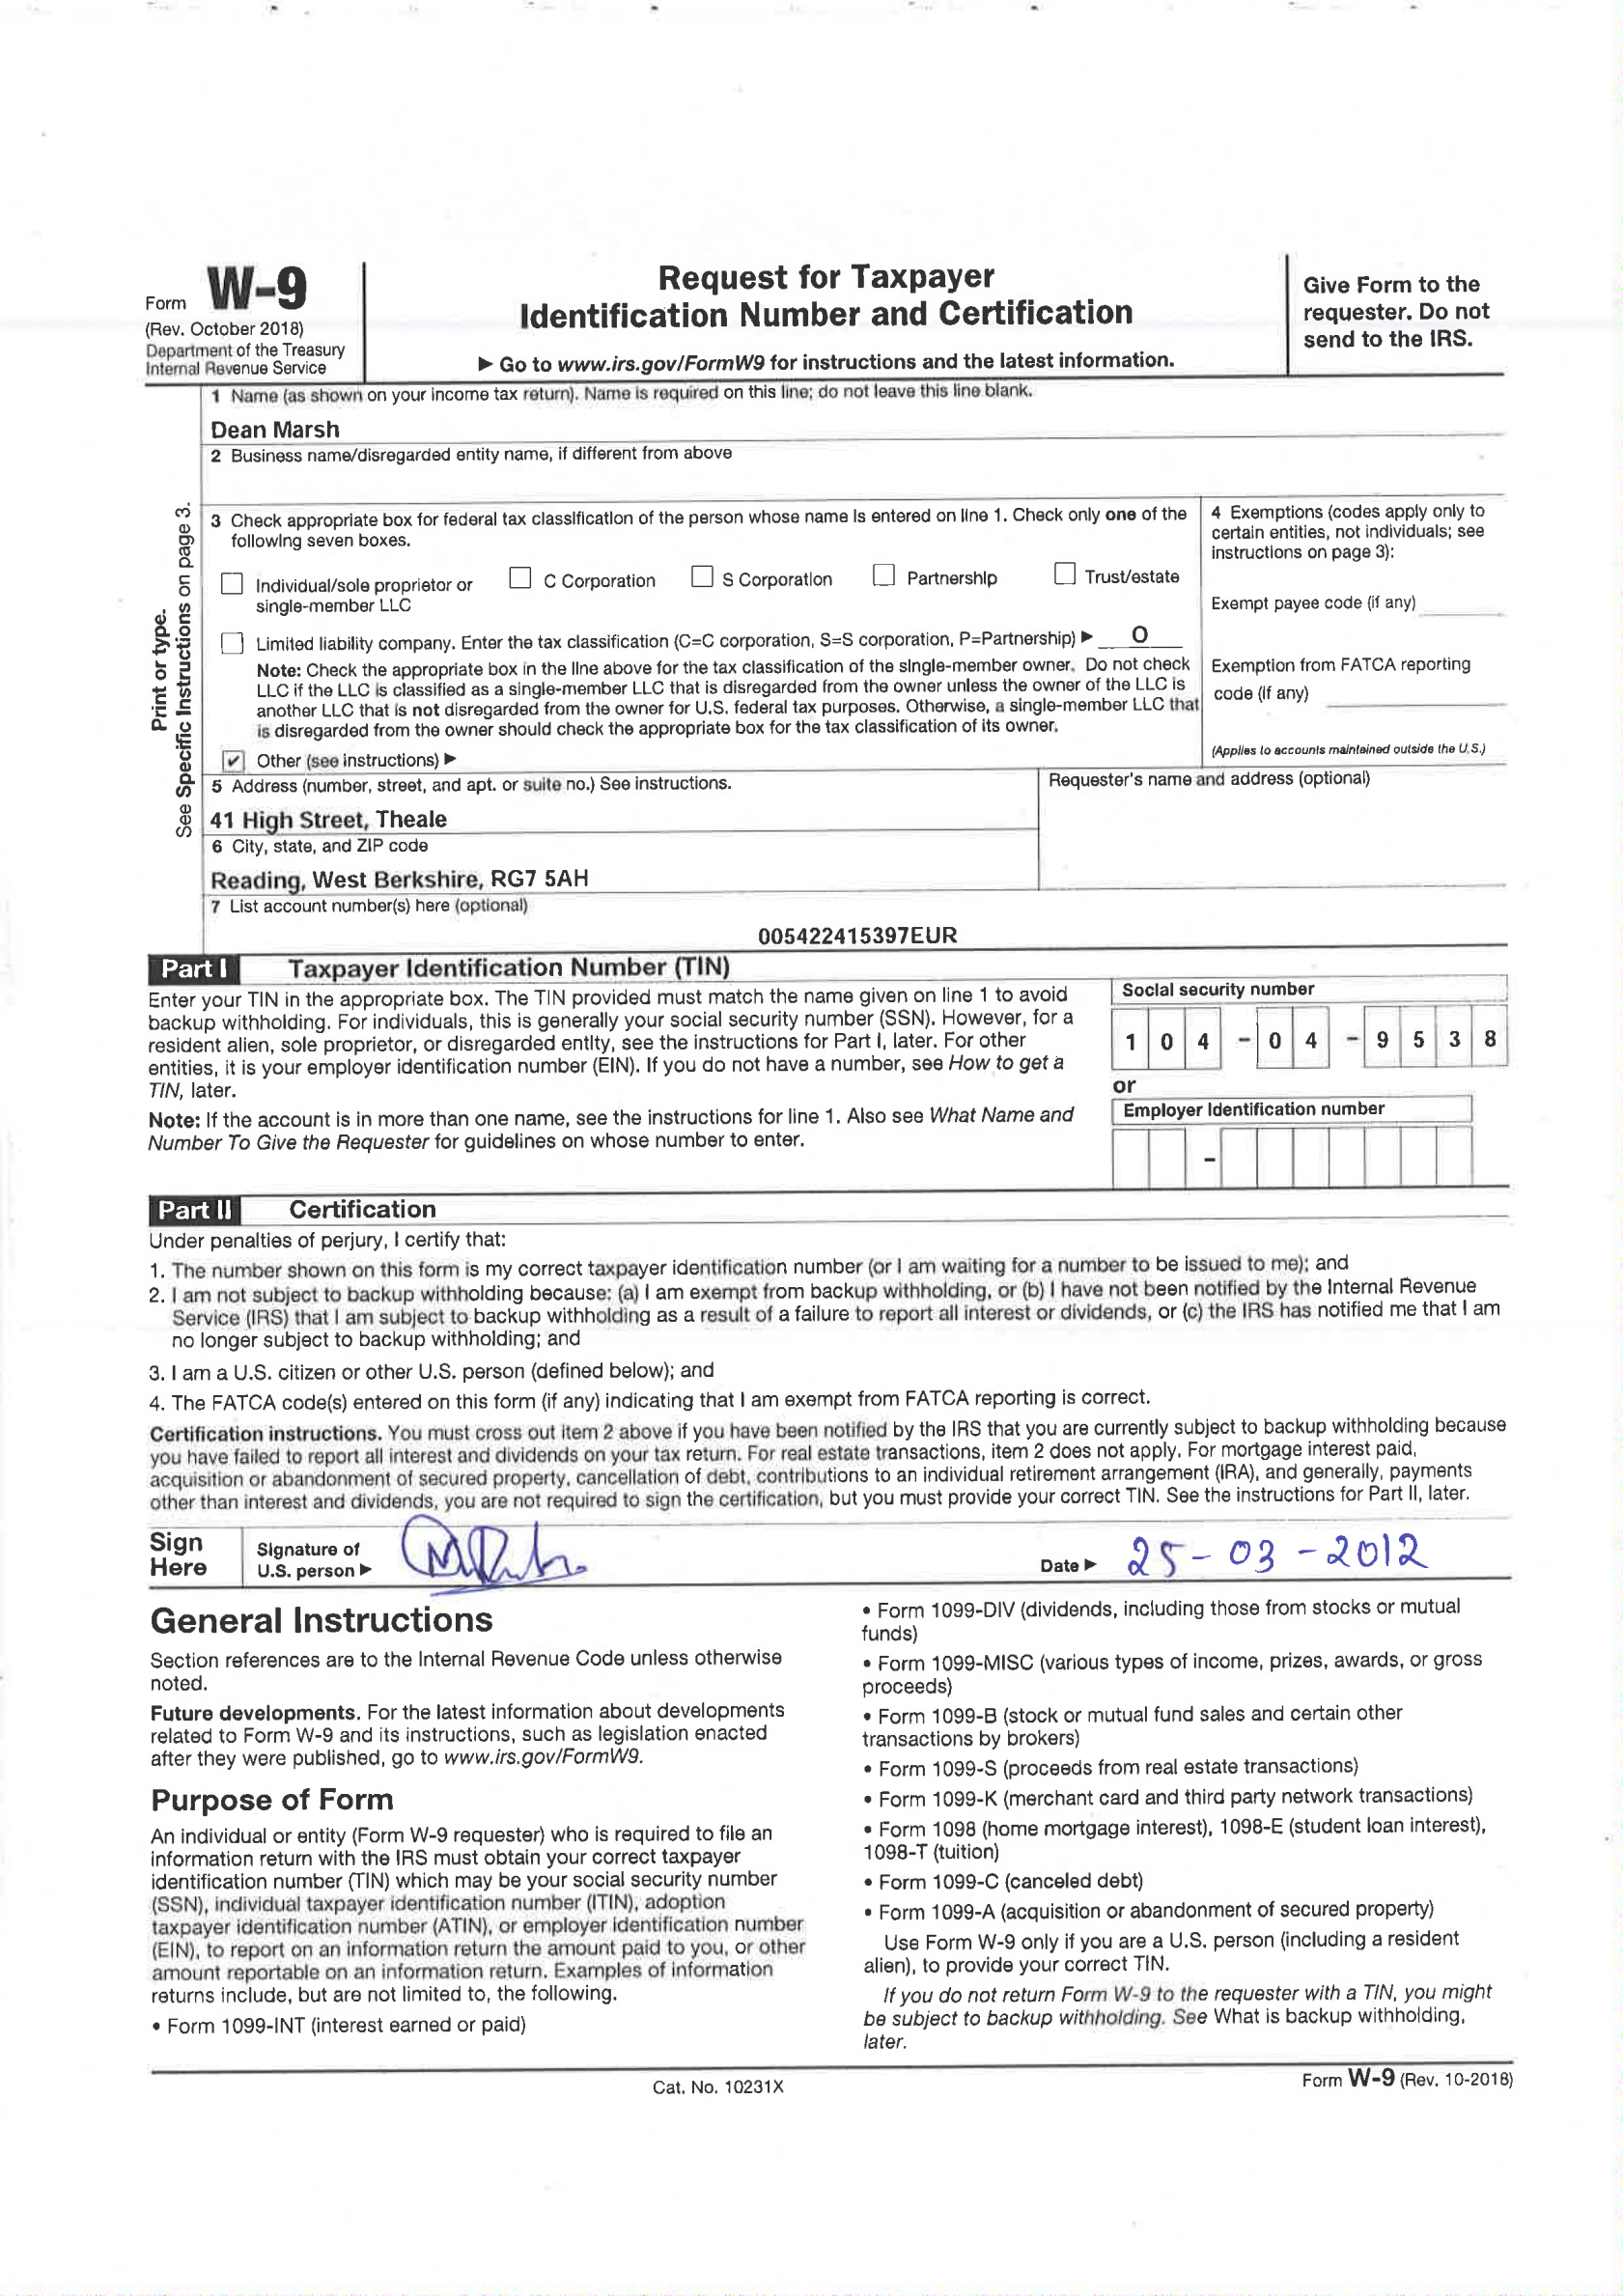 Form W-9
(Rev. October 2018)
Department of the Treasury
Internal Revenue Service
Request for Taxpayer
Identification Number and Certification
▶ Go to www.irs.gov/FormW9 for instructions and the latest information.
Give Form to the
requester. Do not
send to the IRS.
Print or type.
See Specific Instructions on page 3.
1 Name (as shown on your income tax return). Name is required on this line; do not leave this line blank.
Dean Marsh
2 Business name/disregarded entity name, if different from above
3 Check appropriate box for federal tax classification of the person whose name is entered on line 1. Check only one of the
following seven boxes.
☐ Individual/sole proprietor or
single-member LLC
☐ C Corporation ☐ S Corporation ☐ Partnership ☐ Trust/estate
☐ Limited liability company. Enter the tax classification (C=C corporation, S=S corporation, P=Partnership) ▶ O
Note: Check the appropriate box in the line above for the tax classification of the single-member owner. Do not check
LLC if the LLC is classified as a single-member LLC that is disregarded from the owner unless the owner of the LLC is
another LLC that is not disregarded from the owner for U.S. federal tax purposes. Otherwise, a single-member LLC that
is disregarded from the owner should check the appropriate box for the tax classification of its owner.
☑ Other (see instructions) ▶
4 Exemptions (codes apply only to
certain entities, not individuals; see
instructions on page 3):
Exempt payee code (if any)
Exemption from FATCA reporting
code (if any)
(Applies to accounts maintained outside the U.S.)
5 Address (number, street, and apt. or suite no.) See instructions.
41 High Street, Theale
6 City, state, and ZIP code
Reading, West Berkshire, RG7 5AH
Requester's name and address (optional)
7 List account number(s) here (optional)
005422415397EUR
Part I Taxpayer Identification Number (TIN)
Enter your TIN in the appropriate box. The TIN provided must match the name given on line 1 to avoid
backup withholding. For individuals, this is generally your social security number (SSN). However, for a
resident alien, sole proprietor, or disregarded entity, see the instructions for Part I, later. For other
entities, it is your employer identification number (EIN). If you do not have a number, see How to get a
TIN, later.
Note: If the account is in more than one name, see the instructions for line 1. Also see What Name and
Number To Give the Requester for guidelines on whose number to enter.
Social security number
1 0 4 - 0 4 - 9 5 3 8
or
Employer identification number
-
Part II Certification
Under penalties of perjury, I certify that:
1. The number shown on this form is my correct taxpayer identification number (or I am waiting for a number to be issued to me); and
2. I am not subject to backup withholding because: (a) I am exempt from backup withholding, or (b) I have not been notified by the Internal Revenue
Service (IRS) that I am subject to backup withholding as a result of a failure to report all interest or dividends, or (c) the IRS has notified me that I am
no longer subject to backup withholding; and
3. I am a U.S. citizen or other U.S. person (defined below); and
4. The FATCA code(s) entered on this form (if any) indicating that I am exempt from FATCA reporting is correct.
Certification instructions. You must cross out item 2 above if you have been notified by the IRS that you are currently subject to backup withholding because
you have failed to report all interest and dividends on your tax return. For real estate transactions, item 2 does not apply. For mortgage interest paid,
acquisition or abandonment of secured property, cancellation of debt, contributions to an individual retirement arrangement (IRA), and generally, payments
other than interest and dividends, you are not required to sign the certification, but you must provide your correct TIN. See the instructions for Part II, later.
Sign
Here
Signature of
U.S. person ▶
Date ▶ 25-03-2012
General Instructions
Section references are to the Internal Revenue Code unless otherwise
noted.
Future developments. For the latest information about developments
related to Form W-9 and its instructions, such as legislation enacted
after they were published, go to www.irs.gov/FormW9.
Purpose of Form
An individual or entity (Form W-9 requester) who is required to file an
information return with the IRS must obtain your correct taxpayer
identification number (TIN) which may be your social security number
(SSN), individual taxpayer identification number (ITIN), adoption
taxpayer identification number (ATIN), or employer identification number
(EIN), to report on an information return the amount paid to you, or other
amount reportable on an information return. Examples of information
returns include, but are not limited to, the following.
• Form 1099-INT (interest earned or paid)
• Form 1099-DIV (dividends, including those from stocks or mutual
funds)
• Form 1099-MISC (various types of income, prizes, awards, or gross
proceeds)
• Form 1099-B (stock or mutual fund sales and certain other
transactions by brokers)
• Form 1099-S (proceeds from real estate transactions)
• Form 1099-K (merchant card and third party network transactions)
• Form 1098 (home mortgage interest), 1098-E (student loan interest),
1098-T (tuition)
• Form 1099-C (canceled debt)
• Form 1099-A (acquisition or abandonment of secured property)
Use Form W-9 only if you are a U.S. person (including a resident
alien), to provide your correct TIN.
If you do not return Form W-9 to the requester with a TIN, you might
be subject to backup withholding. See What is backup withholding,
later.
Cat. No. 10231X
Form W-9 (Rev. 10-2018)